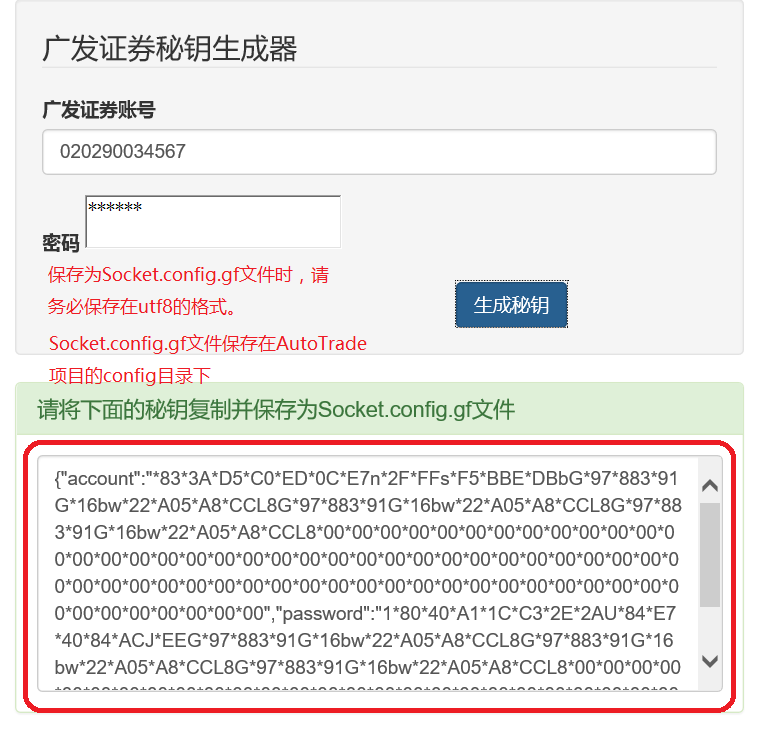 广发证券秘钥生成器
广发证券账号
020290034567
******
密码
保存为Socket.config.gf文件时，请
务必保存在utf8的格式。
生成秘钥
Socket.config.gf文件保存在AutoTrade
项目的config目录下
请将下面的秘钥复制并保存为Socket.config.gf文件
{"account":"*83*3A*D5*C0*ED*0C*E7n*2F*FFs*F5*BBE*DBbG*97*883*91
G*16bw*22*A05*A8*CCL8G*97*883*91G*16bw*22*A05*A8*CCL8G*97*88
3*91G*16bw*22*A05*A8*CCL8*00*00*00*00*00*00*00*00*00*00*00*00*0
0*00*00*00*00*00*00*00*00*00*00*00*00*00*00*00*00*00*00*00*00*0
0*00*00*00*00*00*00*00*00*00*00*00*00*00*00*00*00*00*00*00*00*0
0*00*00*00*00*00*00*00","password":"1*80*40*A1*1C*C3*2E*2AU*84*E7
*40*84*ACJ*EEG*97*883*91G*16bw*22*A05*A8*CCL8G*97*883*91G*16
bw*22*A05*A8*CCL8G*97*883*91G*16bw*22*A05*A8*CCL8*00*00*00*00